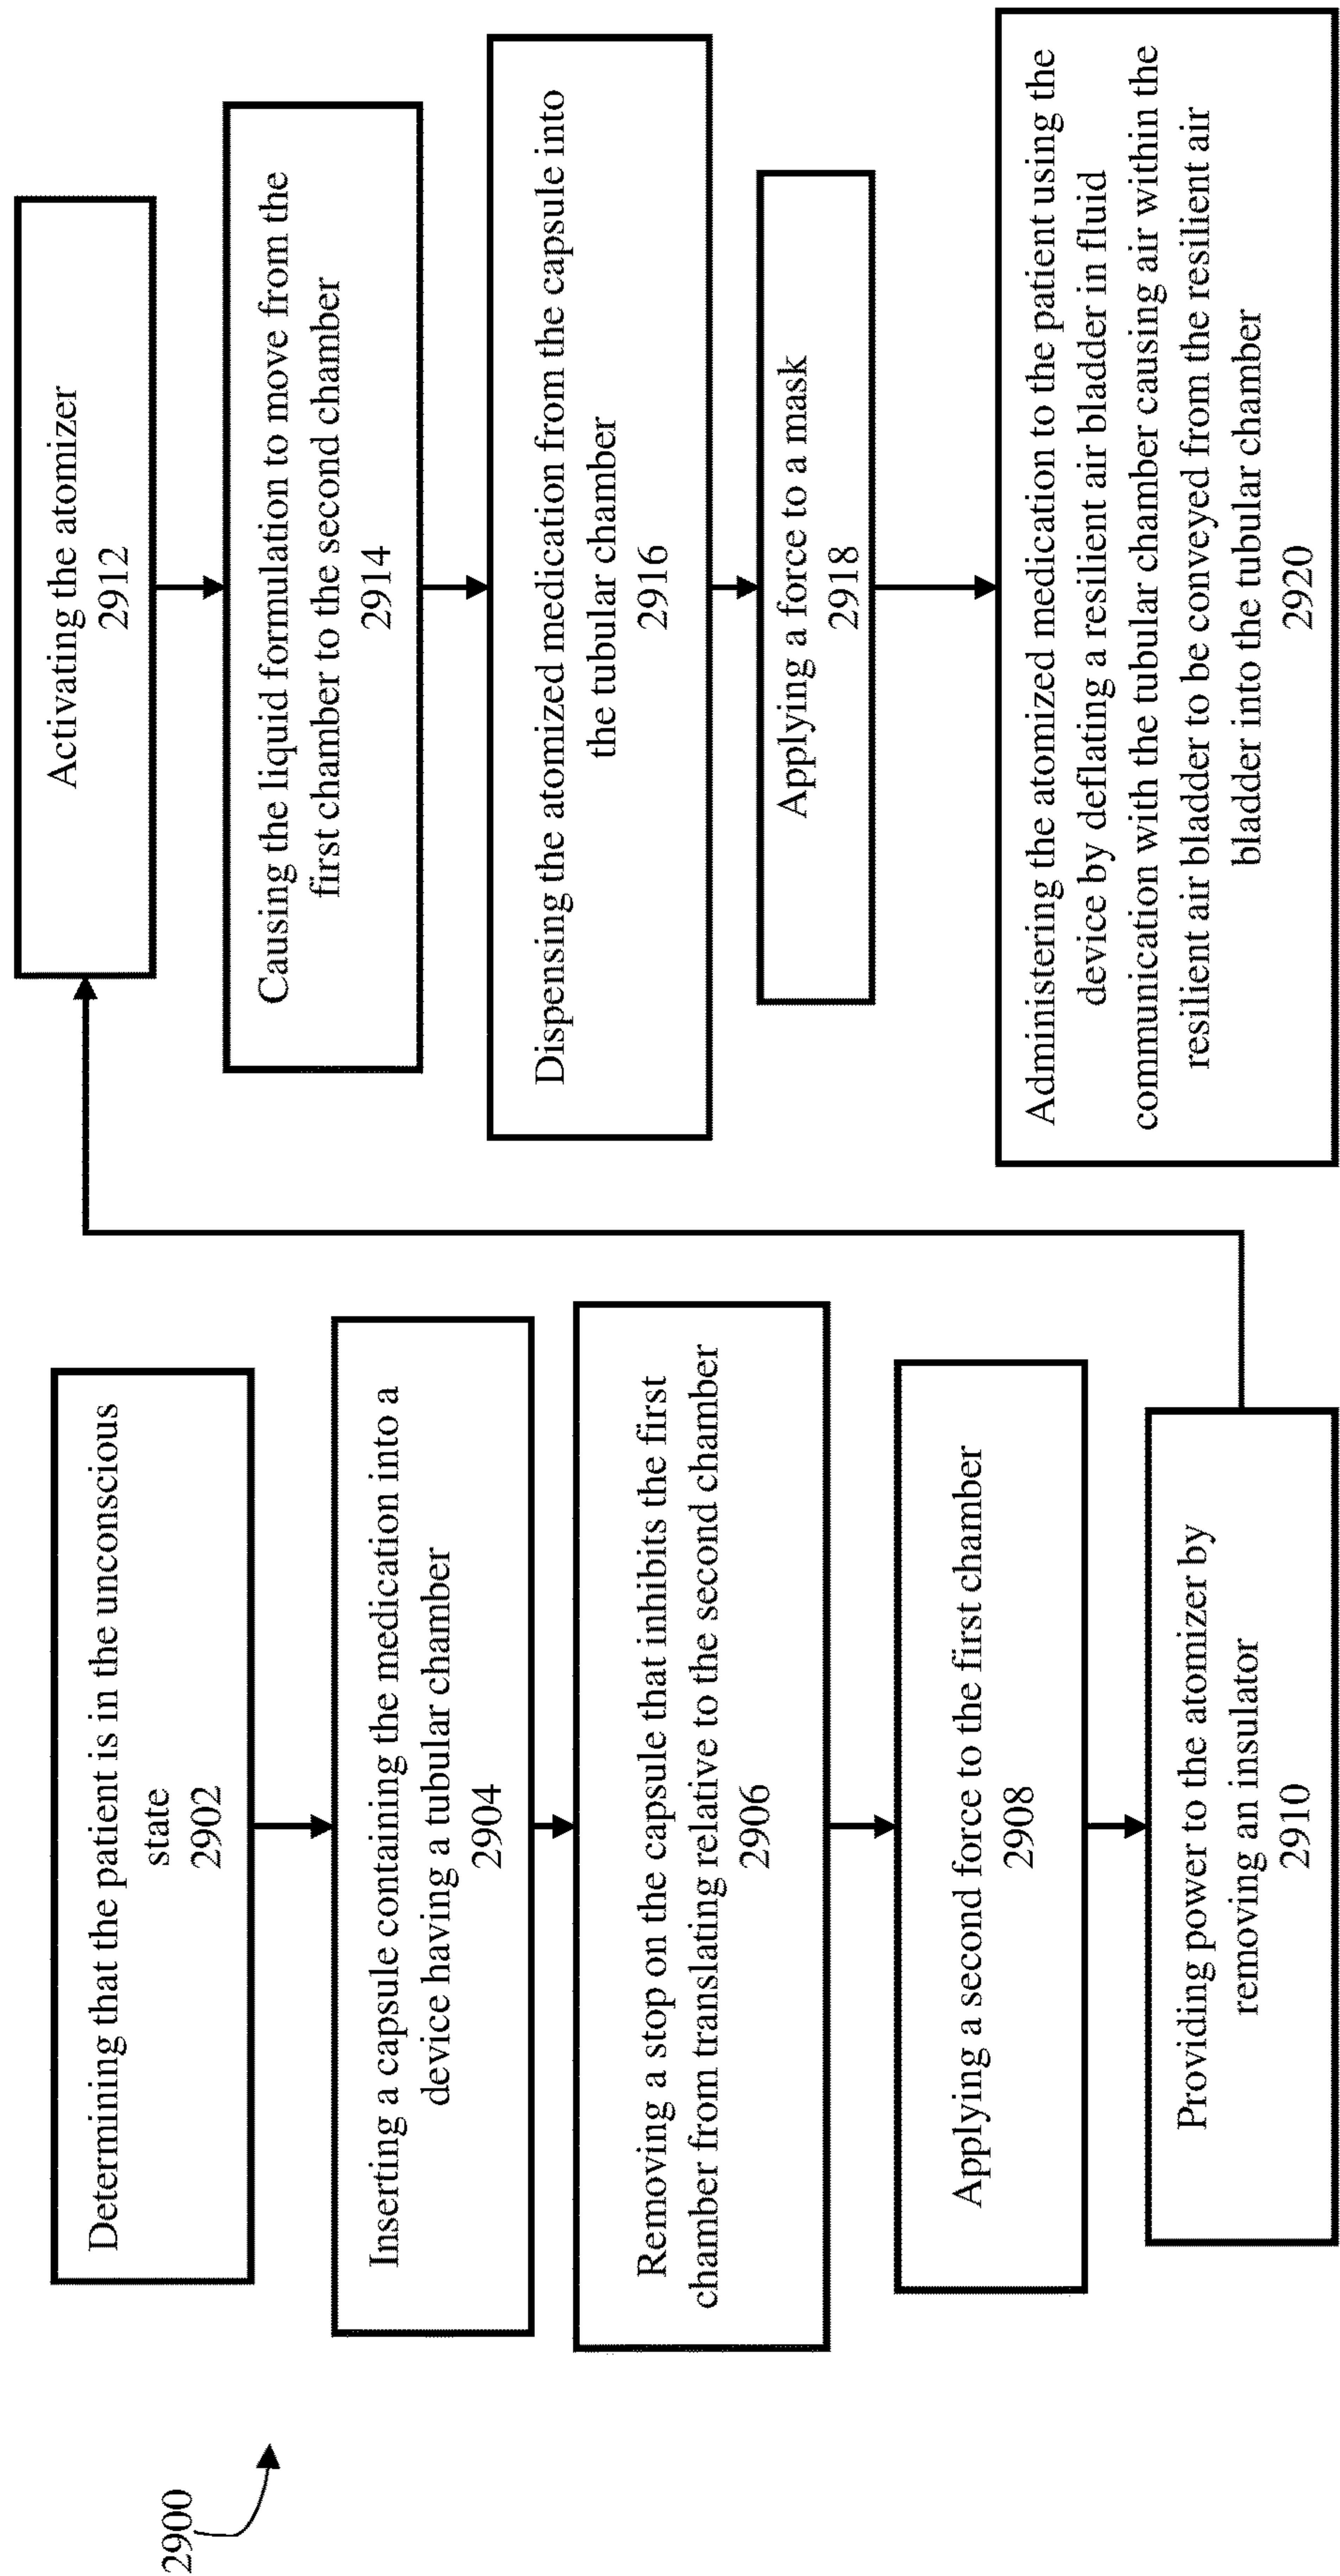 2900
Determining that the patient is in the unconscious
state
2902
Inserting a capsule containing the medication into a
device having a tubular chamber
2904
Removing a stop on the capsule that inhibits the first
chamber from translating relative to the second chamber
2906
Applying a second force to the first chamber
2908
Providing power to the atomizer by
removing an insulator
2910
Activating the atomizer
2912
Causing the liquid formulation to move from the
first chamber to the second chamber
2914
Dispensing the atomized medication from the capsule into
the tubular chamber
2916
Applying a force to a mask
2918
Administering the atomized medication to the patient using the
device by deflating a resilient air bladder in fluid
communication with the tubular chamber causing air within the
resilient air bladder to be conveyed from the resilient air
bladder into the tubular chamber
2920